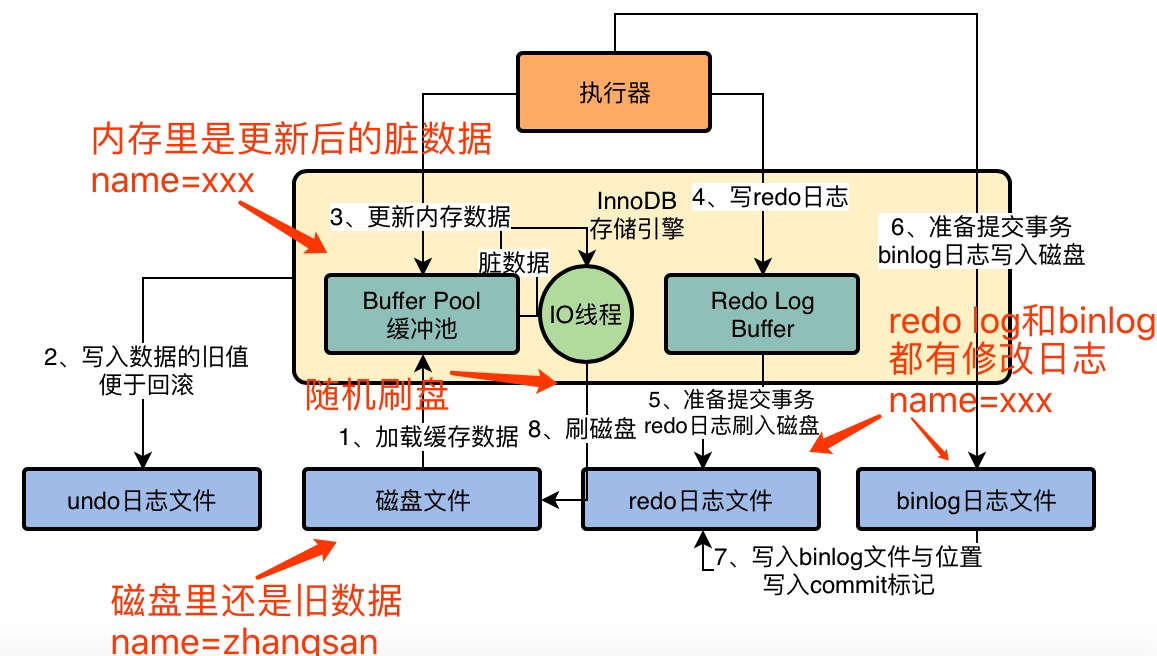 执行器
内存里是更新后的脏数据
name=xxx
InnoDB
存储引擎
4、写redo日志
3、更新内存数据
6、准备提交事务
binlog日志写入磁盘
脏数据
Buffer Pool
缓冲池
IO线程
Redo Log
Buffer
redo log和binlog
都有修改日志
name=xxx
2、写入数据的旧值
便于回滚
随机刷盘
5、准备提交事务
redo日志刷入磁盘
1、加载缓存数据
8、刷磁盘
undo日志文件
磁盘文件
redo日志文件
binlog日志文件
7、写入binlog文件与位置
写入commit标记
磁盘里还是旧数据
name=zhangsan